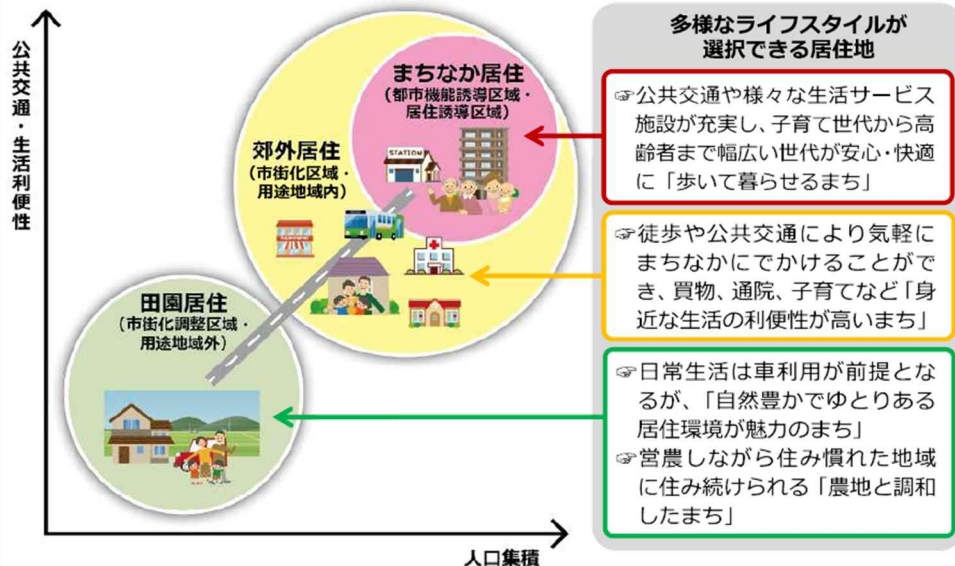 公共交通・生活利便性
まちなか居住
（都市機能誘導区域・
居住誘導区域）
STATION
郊外居住
（市街化区域・
用途地域内）
田園居住
（市街化調整区域・
用途地域外）
人口集積
多様なライフスタイルが
選択できる居住地
☞公共交通や様々な生活サービス
施設が充実し、子育て世代から高
齢者まで幅広い世代が安心・快適
に「歩いて暮らせるまち」
☞徒歩や公共交通により気軽に
まちなかにでかけることがで
き、買物、通院、子育てなど「身
近な生活の利便性が高いまち」
☞日常生活は車利用が前提とな
るが、「自然豊かでゆとりある
居住環境が魅力のまち」
☞営農しながら住み慣れた地域
に住み続けられる「農地と調和
したまち」